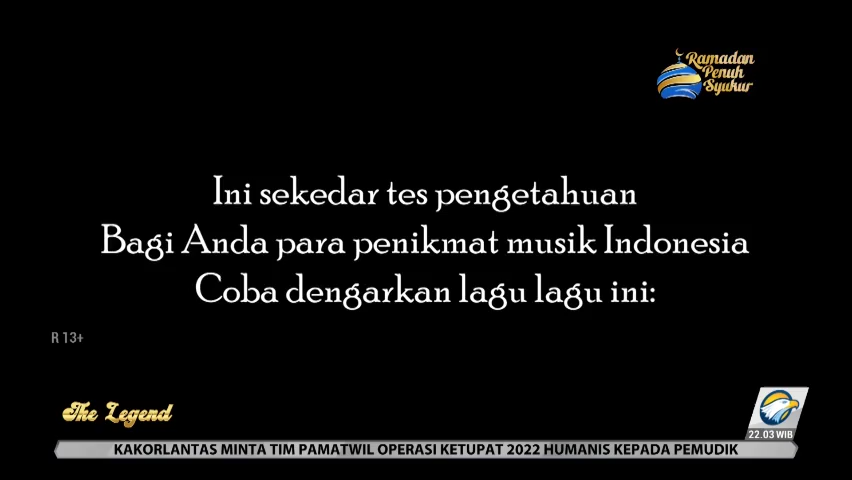 Ramadan
Penuh
Syukur
Ini sekedar tes pengetahuan
Bagi Anda para penikmat musik Indonesia
Coba dengarkan lagu lagu ini:
R 13+
The Legend
22.03 WIB
KAKORLANTAS MINTA TIM PAMATWIL OPERASI KETUPAT 2022 HUMANIS KEPADA PEMUDIK